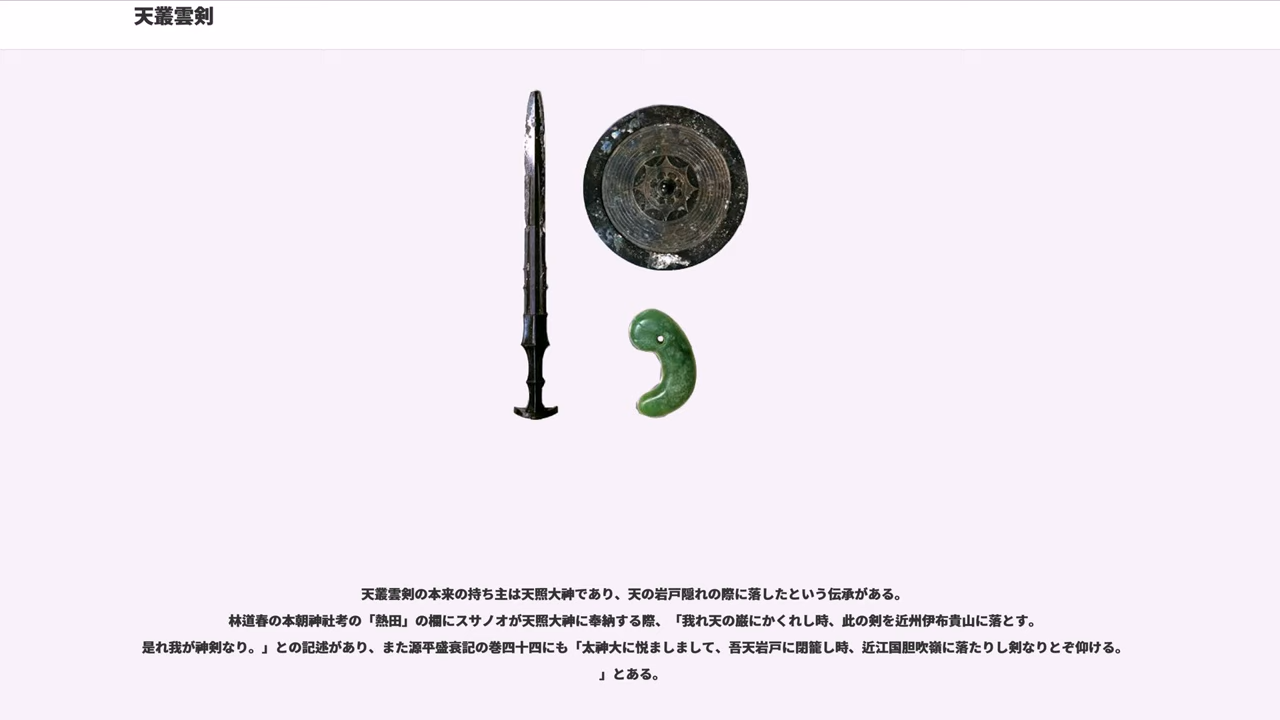 天叢雲剣
天叢雲剣の本来の持ち主は天照大神であり、天の岩戸隠れの際に落したという伝承がある。
林道春の本朝神社考の「熱田」の欄にスサノオが天照大神に奉納する際、「我れ天の巌にかくれし時、此の剣を近州伊布貴山に落とす。
是れ我が神剣なり。」との記述があり、また源平盛衰記の巻四十四にも「太神大に悦ましまして、吾天岩戸に閉籠し時、近江国胆吹嶺に落たりし剣なりとぞ仰ける。
」とある。